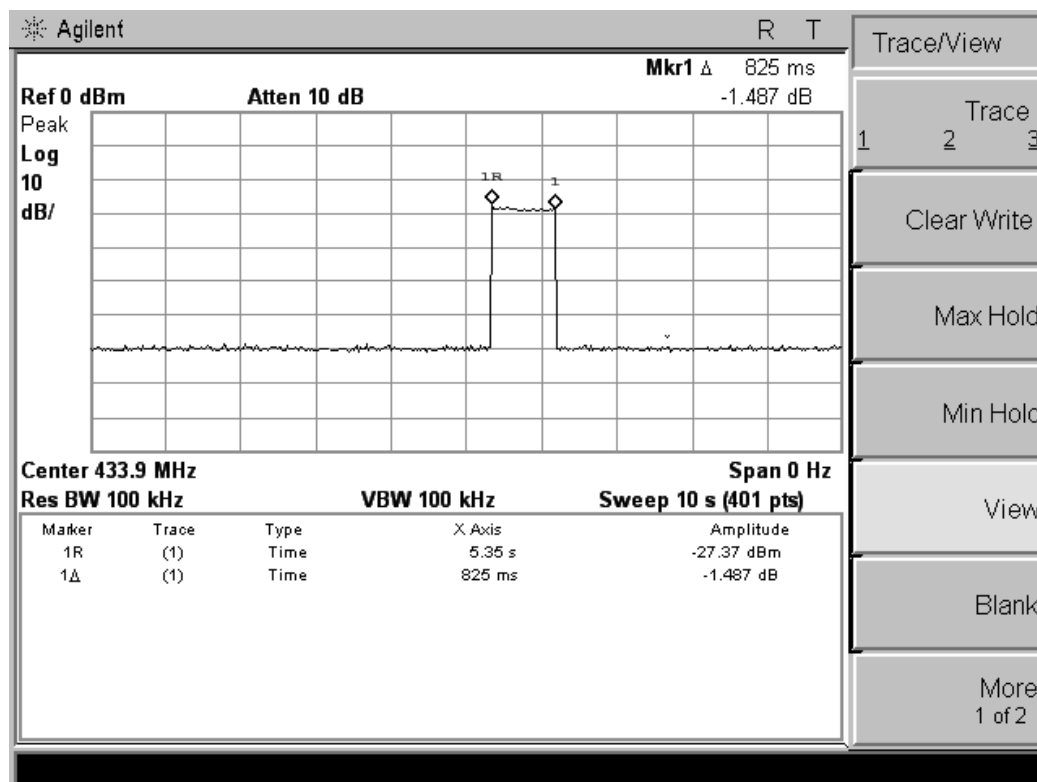 Agilent R T
Trace/View
Mkr1 Δ 825 ms
Ref 0 dBm Atten 10 dB -1.487 dB
Peak
Log
10
dB/
1R 1
Trace
1 2 3
Clear Write
Max Hold
Min Hold
View
Blank
More
1 of 2
Center 433.9 MHz Span 0 Hz
Res BW 100 kHz VBW 100 kHz Sweep 10 s (401 pts)
Marker Trace Type X Axis Amplitude
1R (1) Time 5.35 s -27.37 dBm
1Δ (1) Time 825 ms -1.487 dB